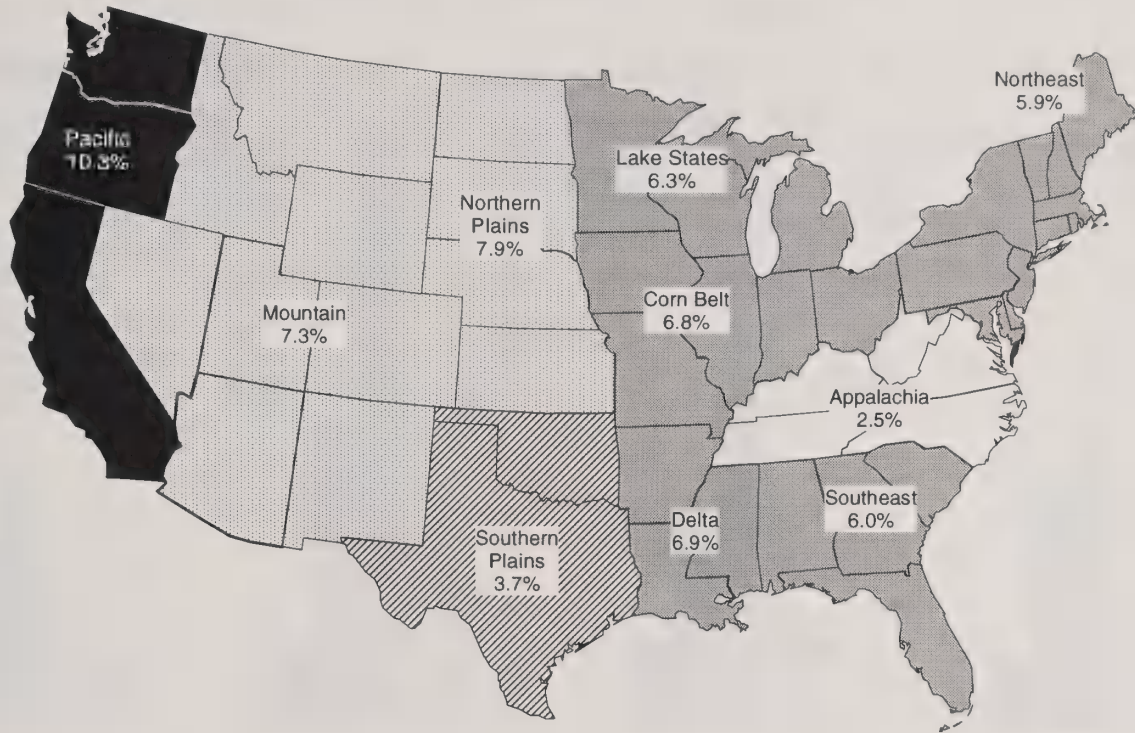 Northeast
5.9%
Pacific
10.3%
Lake States
6.3%
Northern
Plains
7.9%
Mountain
7.3%
Corn Belt
6.8%
Appalachia
2.5%
Southeast
6.0%
Delta
6.9%
Southern
Plains
3.7%